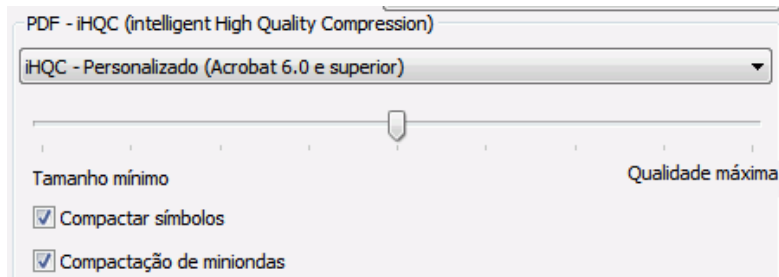 PDF - iHQC (intelligent High Quality Compression)
iHQC - Personalizado (Acrobat 6.0 e superior)
Tamanho mínimo Qualidade máxima
Compactar símbolos
Compactação de miniondas